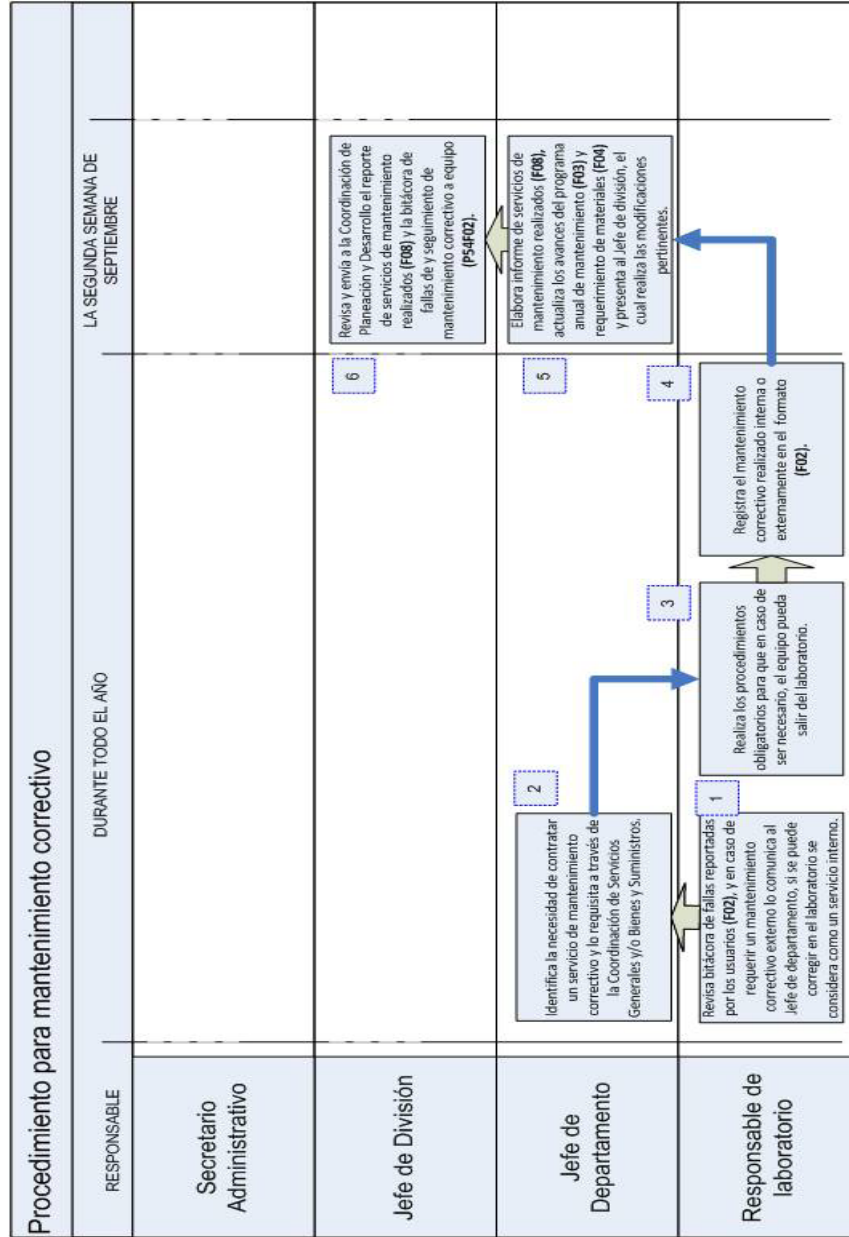 Procedimiento para mantenimiento correctivo
RESPONSABLE
DURANTE TODO EL AÑO
LA SEGUNDA SEMANA DE
SEPTIEMBRE
Secretario
Administrativo
Jefe de División
6
Revisa y envía a la Coordinación de
Planeación y Desarrollo el reporte
de servicios de mantenimiento
realizados (F08) y la bitácora de
fallas de y seguimiento de
mantenimiento correctivo a equipo
(P54F02).
Jefe de
Departamento
2
Identifica la necesidad de contratar
un servicio de mantenimiento
correctivo y lo requisita a través de
la Coordinación de Servicios
Generales y/o Bienes y Suministros.
5
Elabora informe de servicios de
mantenimiento realizados (F08),
actualiza los avances del programa
anual de mantenimiento (F03) y
requerimiento de materiales (F04)
y presenta al Jefe de división, el
cual realiza las modificaciones
pertinentes.
Responsable de
laboratorio
1
Revisa bitácora de fallas reportadas
por los usuarios (F02), y en caso de
requerir un mantenimiento
correctivo externo lo comunica al
Jefe de departamento, si se puede
corregir en el laboratorio se
considera como un servicio interno.
3
Realiza los procedimientos
obligatorios para que en caso de
ser necesario, el equipo pueda
salir del laboratorio.
4
Registra el mantenimiento
correctivo realizado interna o
externamente en el formato
(F02).